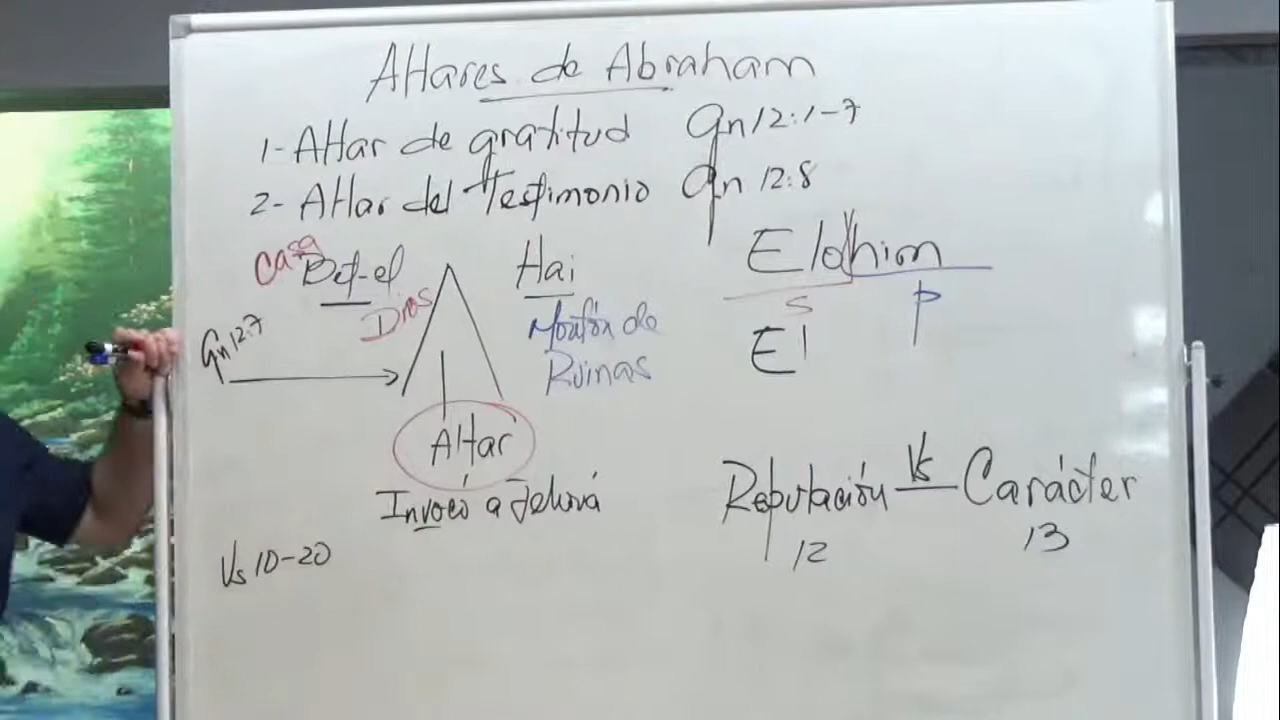 Altares de Abraham
1- Altar de gratitud Gn 12:1-7
2- Altar del Testimonio Gn 12:8
Casa
Bet-el
Dios
Hai
Montón de
Ruinas
Elohim
S P
El
Gn 12:7
Altar
Invocó a Jehová
Reputación Vs Carácter
12 13
Vs 10-20